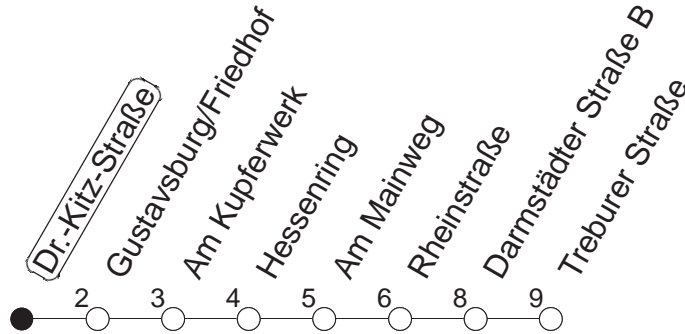 Dr.-Kitz-Straße
Gustavsburg/Friedhof
Am Kupferwerk
Hessenring
Am Mainweg
Rheinstraße
Darmstädter Straße B
Treburer Straße
2 3 4 5 6 8 9